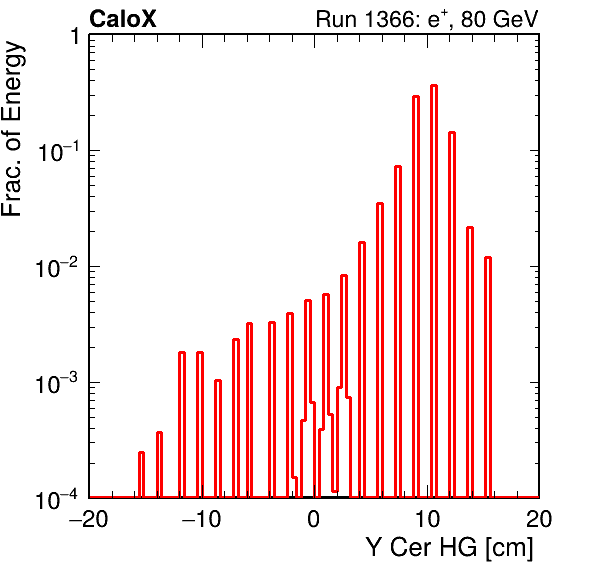 CaloX Run 1366: e⁺, 80 GeV
Frac. of Energy
1
10⁻¹
10⁻²
10⁻³
10⁻⁴
−20 −10 0 10 20
Y Cer HG [cm]